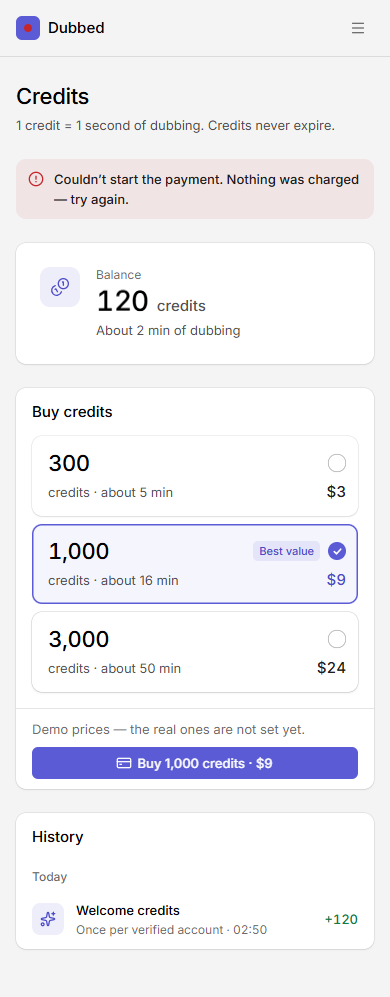 Dubbed
Credits
1 credit = 1 second of dubbing. Credits never expire.
Couldn't start the payment. Nothing was charged
— try again.
Balance
120 credits
About 2 min of dubbing
Buy credits
300
credits · about 5 min
$3
1,000
Best value
credits · about 16 min
$9
3,000
credits · about 50 min
$24
Demo prices — the real ones are not set yet.
Buy 1,000 credits · $9
History
Today
Welcome credits
Once per verified account · 02:50
+120